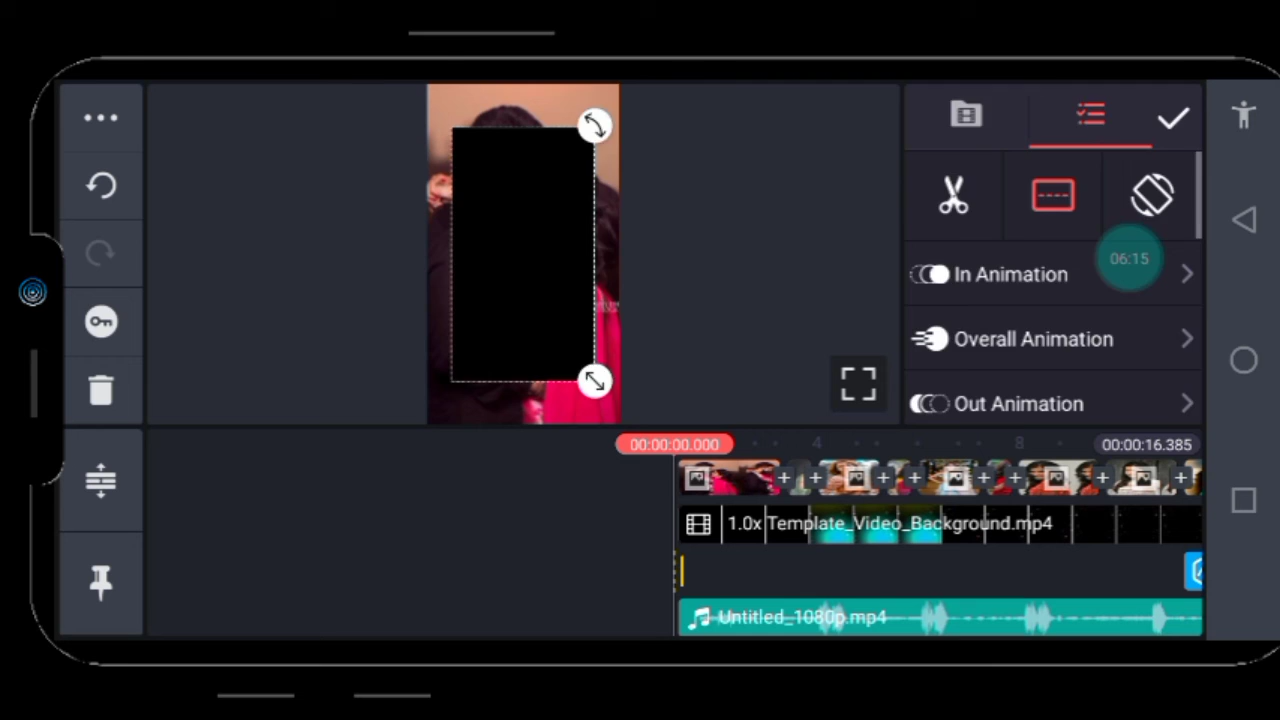 06:15
In Animation
Overall Animation
Out Animation
00:00:00.000
4
8
00:00:16.385
1.0x Template_Video_Background.mp4
Untitled_1080p.mp4